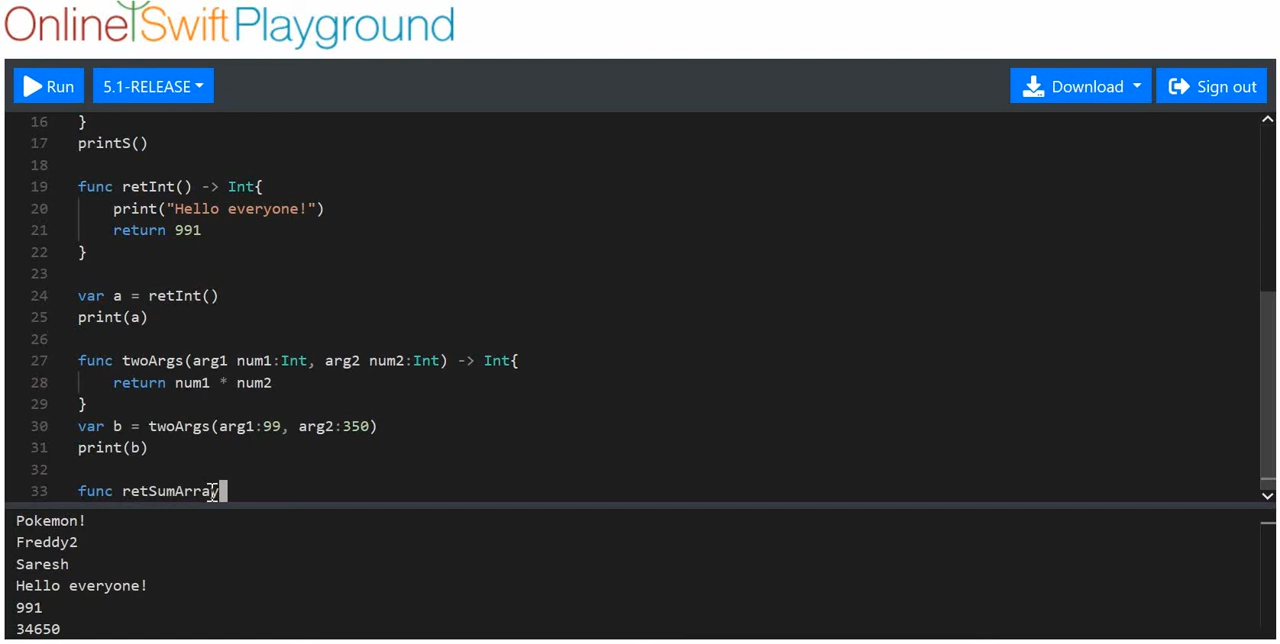 Online Swift Playground
Run 5.1-RELEASE Download Sign out
16 }
17 printS()
18
19 func retInt() -> Int{
20 print("Hello everyone!")
21 return 991
22 }
23
24 var a = retInt()
25 print(a)
26
27 func twoArgs(arg1 num1:Int, arg2 num2:Int) -> Int{
28 return num1 * num2
29 }
30 var b = twoArgs(arg1:99, arg2:350)
31 print(b)
32
33 func retSumArray
Pokemon!
Freddy2
Saresh
Hello everyone!
991
34650